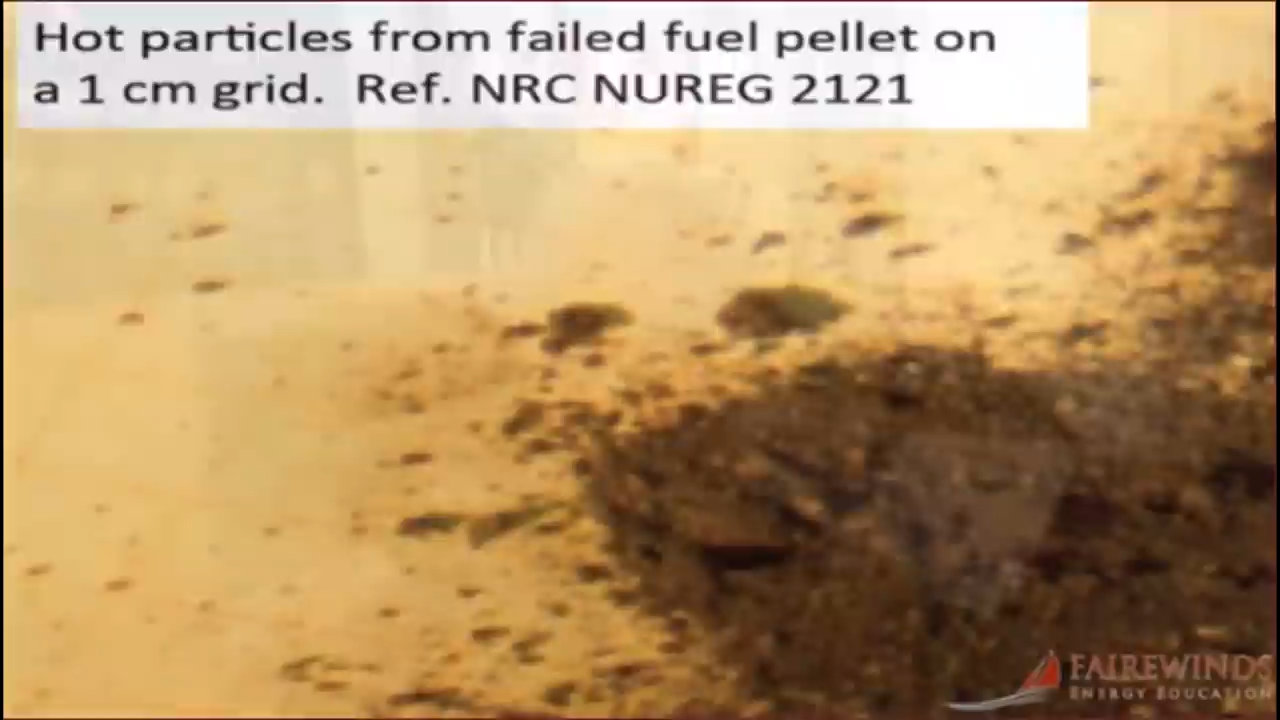 Hot particles from failed fuel pellet on
a 1 cm grid.  Ref. NRC NUREG 2121
FAIREWINDS
ENERGY EDUCATION